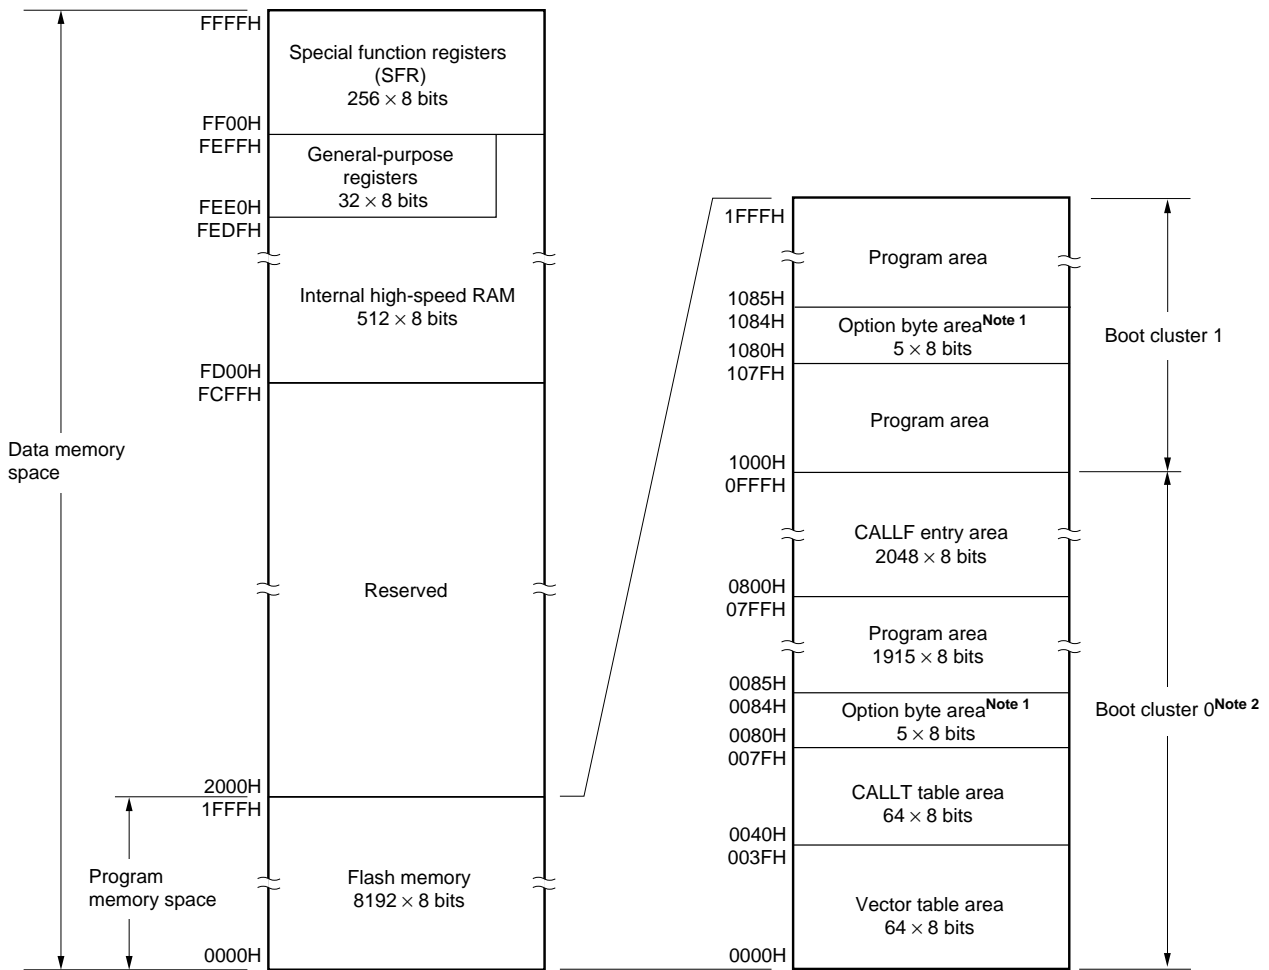 FFFFH
Special function registers
(SFR)
256 × 8 bits
FF00H
FEFFH
General-purpose
registers
32 × 8 bits
FEE0H
FEDFH
Internal high-speed RAM
512 × 8 bits
FD00H
FCFFH
Data memory
space
Reserved
2000H
1FFFH
Program
memory space
Flash memory
8192 × 8 bits
0000H
1FFFH
Program area
1085H
1084H
Option byte areaNote 1
5 × 8 bits
1080H
107FH
Boot cluster 1
Program area
1000H
0FFFH
CALLF entry area
2048 × 8 bits
0800H
07FFH
Program area
1915 × 8 bits
0085H
0084H
Option byte areaNote 1
5 × 8 bits
Boot cluster 0Note 2
0080H
007FH
CALLT table area
64 × 8 bits
0040H
003FH
Vector table area
64 × 8 bits
0000H